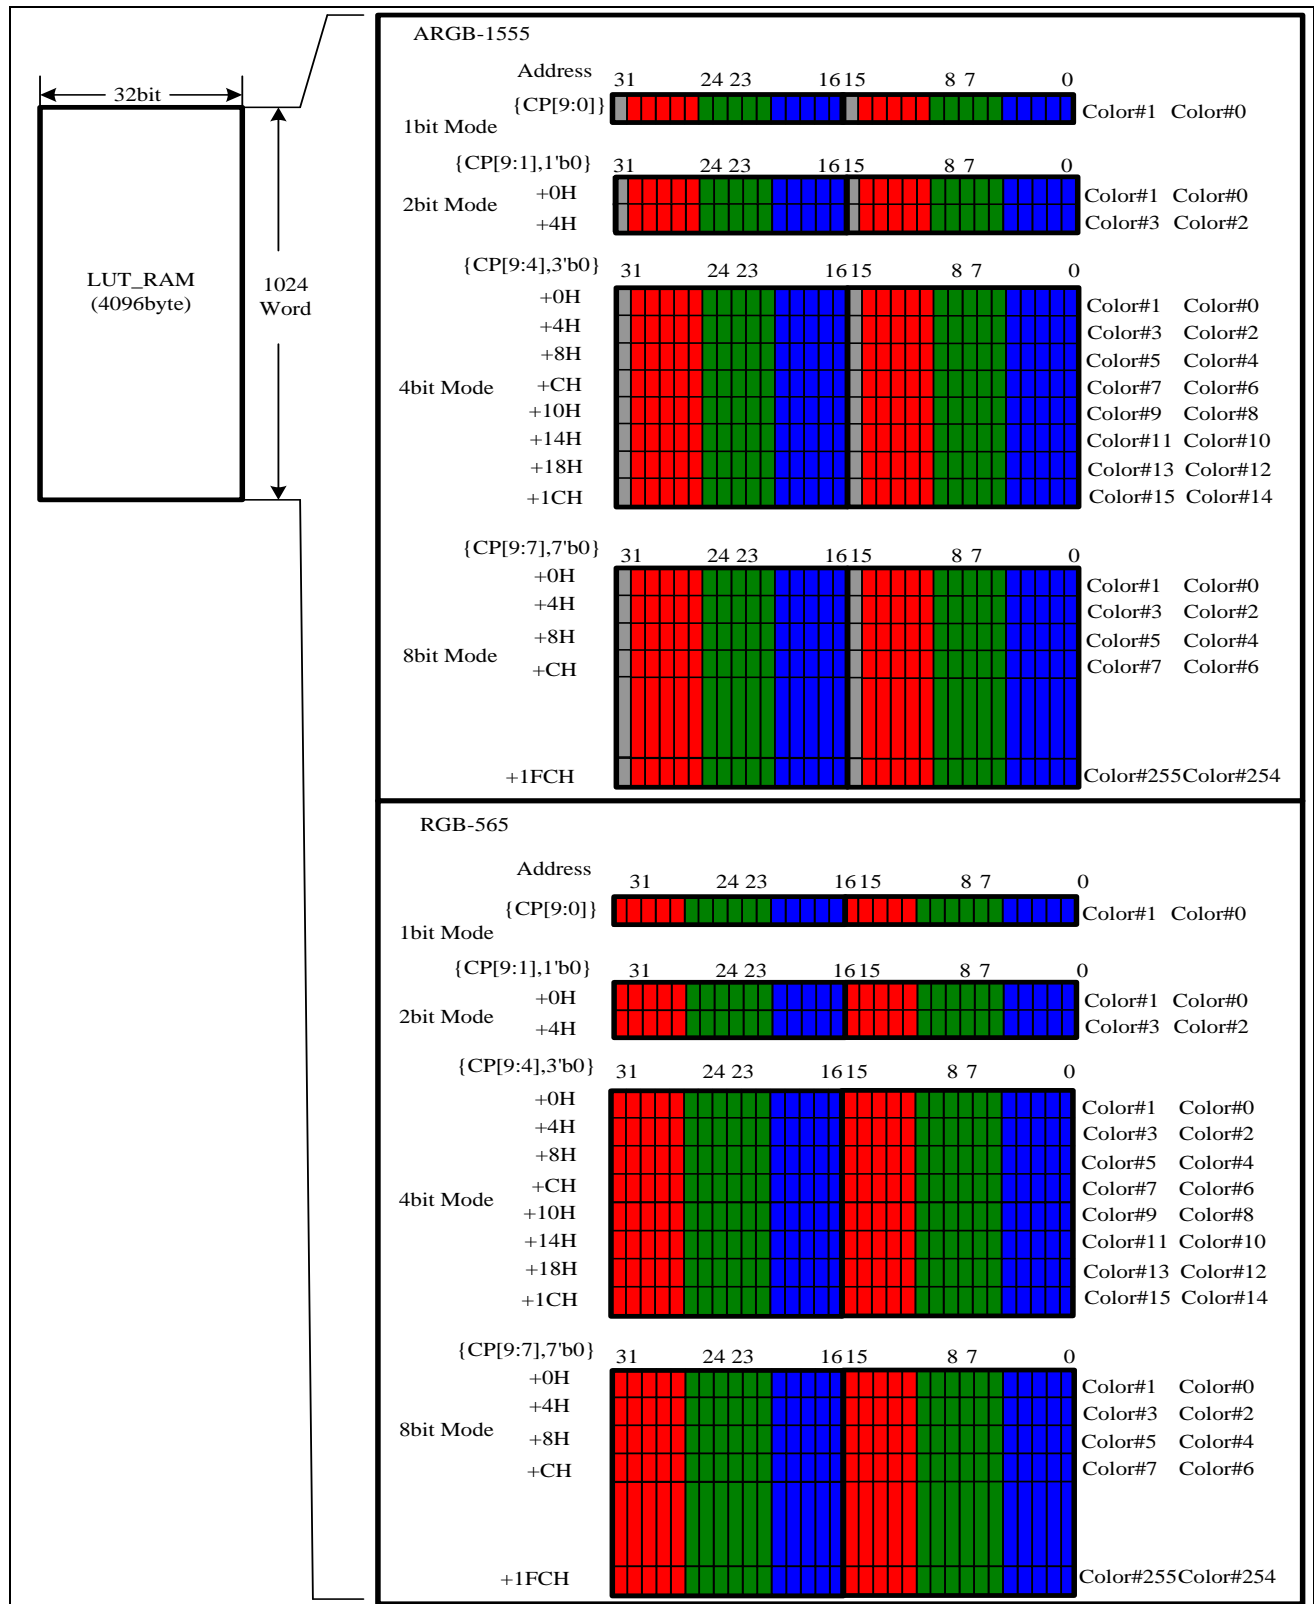 32bit
LUT_RAM
(4096byte)
1024
Word
ARGB-1555
Address
31 24 23 16 15 8 7 0
{CP[9:0]}
Color#1 Color#0
1bit Mode
{CP[9:1],1'b0}
31 24 23 16 15 8 7 0
2bit Mode
+0H Color#1 Color#0
+4H Color#3 Color#2
{CP[9:4],3'b0}
31 24 23 16 15 8 7 0
4bit Mode
+0H Color#1 Color#0
+4H Color#3 Color#2
+8H Color#5 Color#4
+CH Color#7 Color#6
+10H Color#9 Color#8
+14H Color#11 Color#10
+18H Color#13 Color#12
+1CH Color#15 Color#14
{CP[9:7],7'b0}
31 24 23 16 15 8 7 0
8bit Mode
+0H Color#1 Color#0
+4H Color#3 Color#2
+8H Color#5 Color#4
+CH Color#7 Color#6
+1FCH Color#255 Color#254
RGB-565
Address
31 24 23 16 15 8 7 0
{CP[9:0]}
Color#1 Color#0
1bit Mode
{CP[9:1],1'b0}
31 24 23 16 15 8 7 0
2bit Mode
+0H Color#1 Color#0
+4H Color#3 Color#2
{CP[9:4],3'b0}
31 24 23 16 15 8 7 0
4bit Mode
+0H Color#1 Color#0
+4H Color#3 Color#2
+8H Color#5 Color#4
+CH Color#7 Color#6
+10H Color#9 Color#8
+14H Color#11 Color#10
+18H Color#13 Color#12
+1CH Color#15 Color#14
{CP[9:7],7'b0}
31 24 23 16 15 8 7 0
8bit Mode
+0H Color#1 Color#0
+4H Color#3 Color#2
+8H Color#5 Color#4
+CH Color#7 Color#6
+1FCH Color#255 Color#254